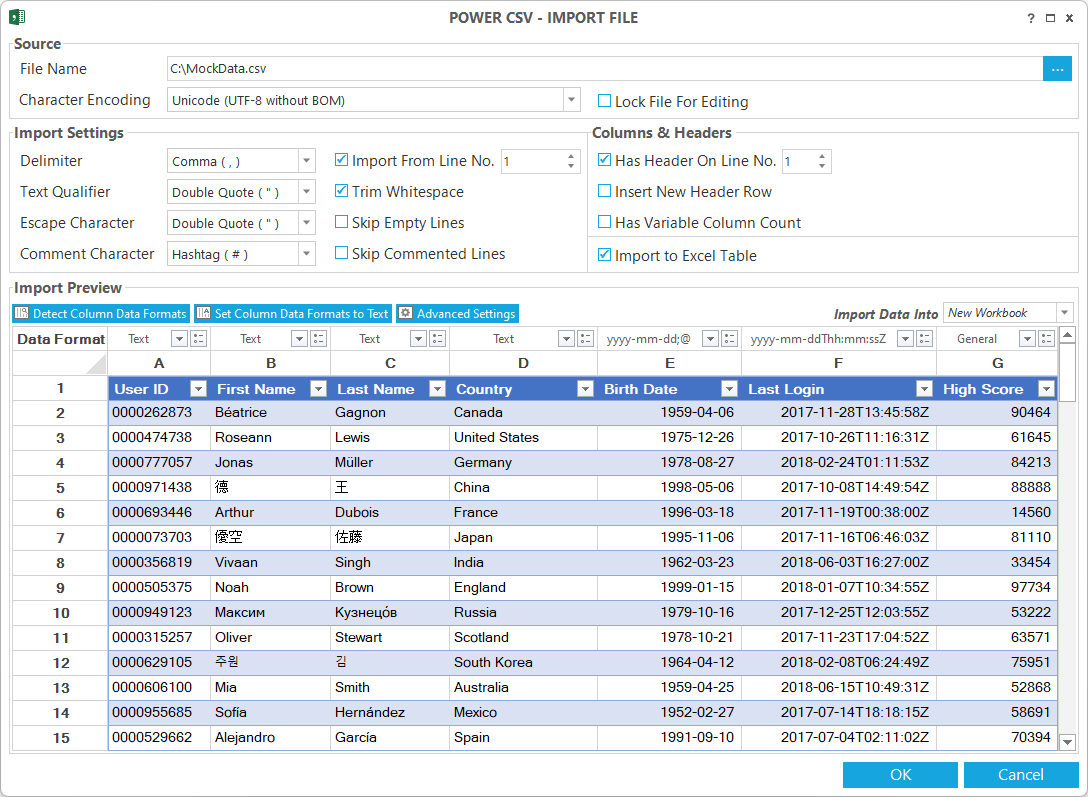 POWER CSV - IMPORT FILE
?
Source
File Name C:\MockData.csv ...
Character Encoding Unicode (UTF-8 without BOM) Lock File For Editing
Import Settings Columns & Headers
Delimiter Comma ( , ) Import From Line No. 1 Has Header On Line No. 1
Text Qualifier Double Quote ( " ) Trim Whitespace Insert New Header Row
Escape Character Double Quote ( " ) Skip Empty Lines Has Variable Column Count
Comment Character Hashtag ( # ) Skip Commented Lines Import to Excel Table
Import Preview
Detect Column Data Formats Set Column Data Formats to Text Advanced Settings Import Data Into New Workbook
Data Format Text Text Text Text yyyy-mm-dd;@ yyyy-mm-ddThh:mm:ssZ General
A B C D E F G
1 User ID First Name Last Name Country Birth Date Last Login High Score
2 0000262873 Béatrice Gagnon Canada 1959-04-06 2017-11-28T13:45:58Z 90464
3 0000474738 Roseann Lewis United States 1975-12-26 2017-10-26T11:16:31Z 61645
4 0000777057 Jonas Müller Germany 1978-08-27 2018-02-24T01:11:53Z 84213
5 0000971438 德 王 China 1998-05-06 2017-10-08T14:49:54Z 88888
6 0000693446 Arthur Dubois France 1996-03-18 2017-11-19T00:38:00Z 14560
7 0000073703 優空 佐藤 Japan 1995-11-06 2017-11-16T06:46:03Z 81110
8 0000356819 Vivaan Singh India 1962-03-23 2018-06-03T16:27:00Z 33454
9 0000505375 Noah Brown England 1999-01-15 2018-01-07T10:34:55Z 97734
10 0000949123 Максим Кузнецо́в Russia 1979-10-16 2017-12-25T12:03:55Z 53222
11 0000315257 Oliver Stewart Scotland 1978-10-21 2017-11-23T17:04:52Z 63571
12 0000629105 주원 김 South Korea 1964-04-12 2018-02-08T06:24:49Z 75951
13 0000606100 Mia Smith Australia 1959-04-25 2018-06-15T10:49:31Z 52868
14 0000955685 Sofía Hernández Mexico 1952-02-27 2017-07-14T18:18:15Z 58691
15 0000529662 Alejandro García Spain 1991-09-10 2017-07-04T02:11:02Z 70394
OK Cancel